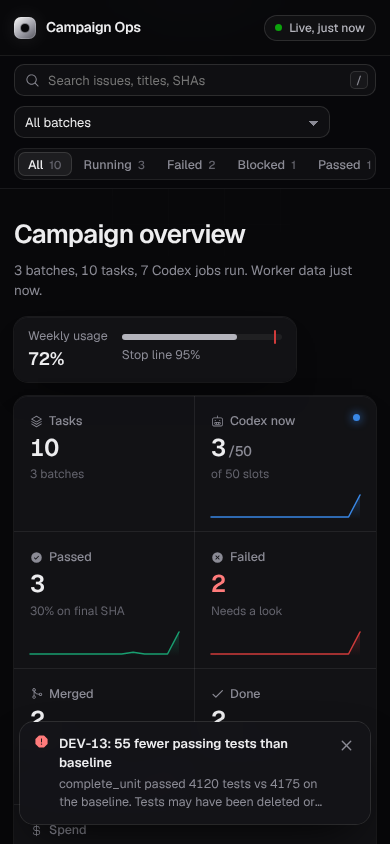 Campaign Ops
Live, just now
Search issues, titles, SHAs
/
All batches
All 10 Running 3 Failed 2 Blocked 1 Passed 1
Campaign overview
3 batches, 10 tasks, 7 Codex jobs run. Worker data just
now.
Weekly usage
72%
Stop line 95%
Tasks
10
3 batches
Codex now
3/50
of 50 slots
Passed
3
30% on final SHA
Failed
2
Needs a look
Merged
2
Done
2
DEV-13: 55 fewer passing tests than
baseline
complete_unit passed 4120 tests vs 4175 on
the baseline. Tests may have been deleted or…
Spend